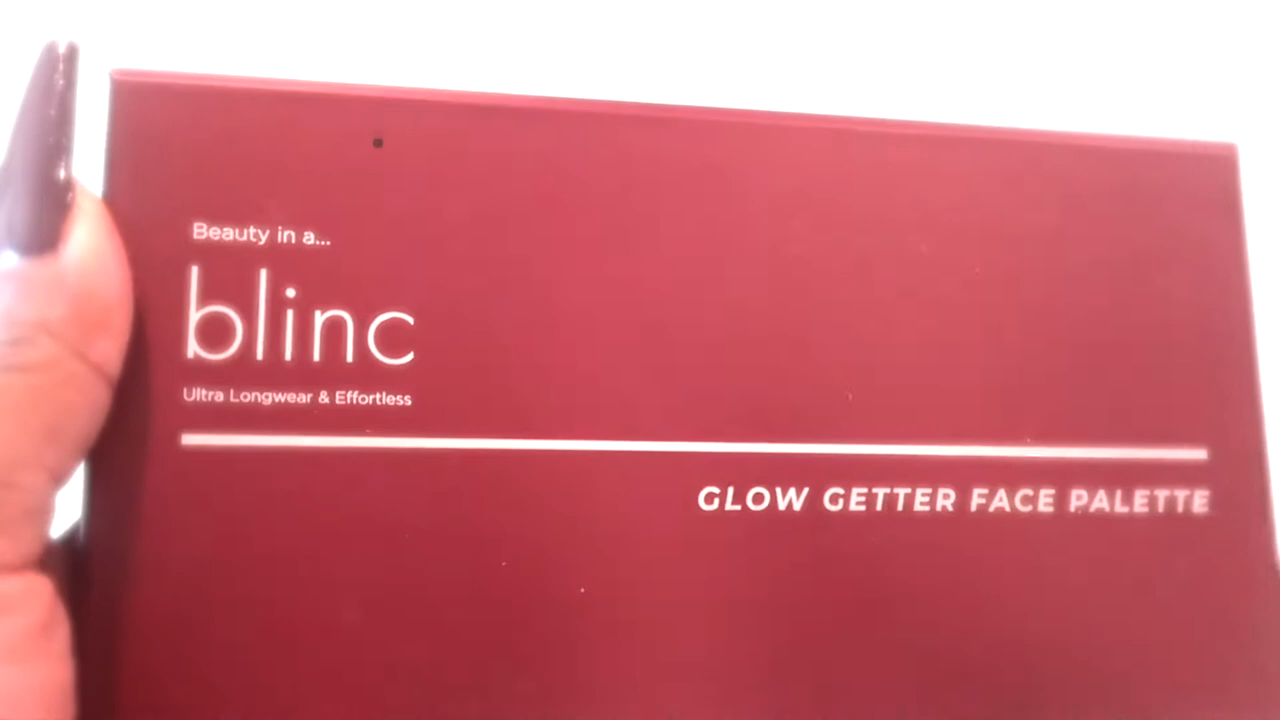 Beauty in a...
blinc
Ultra Longwear & Effortless
GLOW GETTER FACE PALETTE